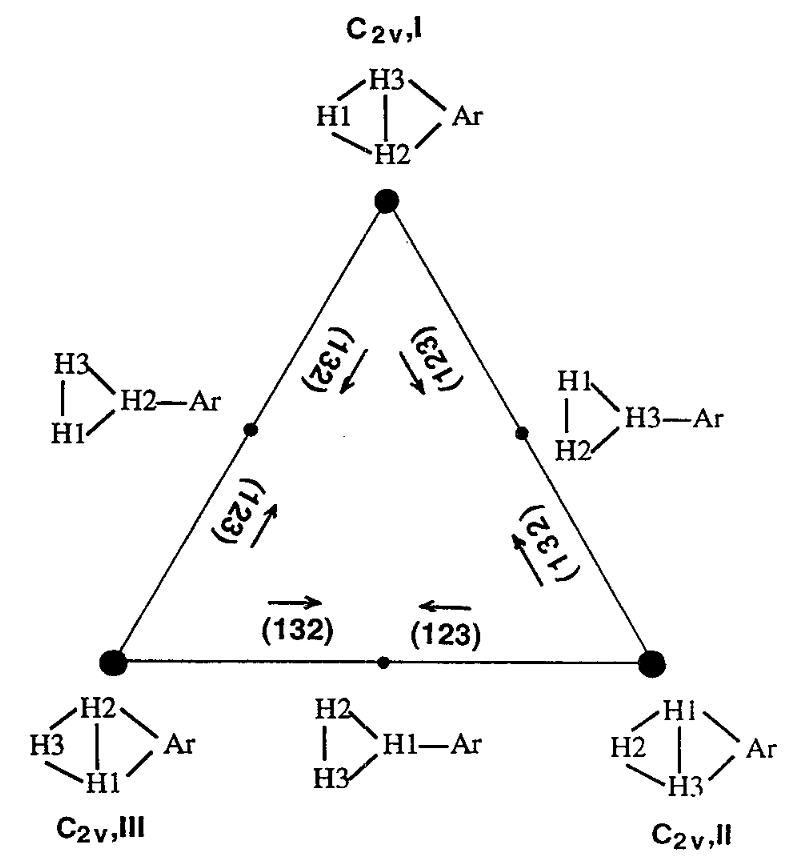 C2v,I
H3
H1
Ar
H2
(132)
(123)
H3
H2—Ar
H1
H1
H3—Ar
H2
(123)
(132)
(132)
(123)
H2
H3
Ar
H1
C2v,III
H2
H1—Ar
H3
H1
H2
Ar
H3
C2v,II